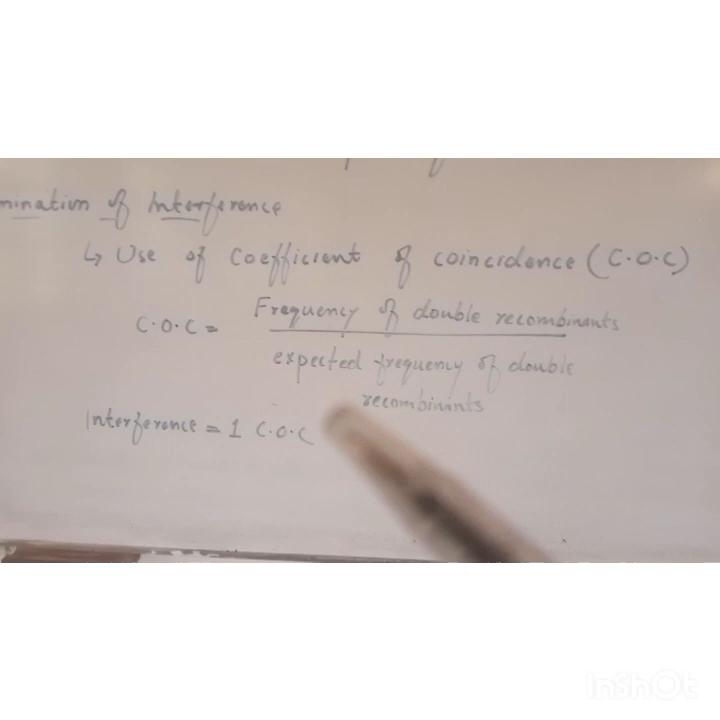 mination of Interference
↳ Use of Coefficient of coincidence (C.O.C)
C.O.C = Frequency of double recombinants
expected frequency of double
recombinints
Interference = 1 C.O.C
InShOt